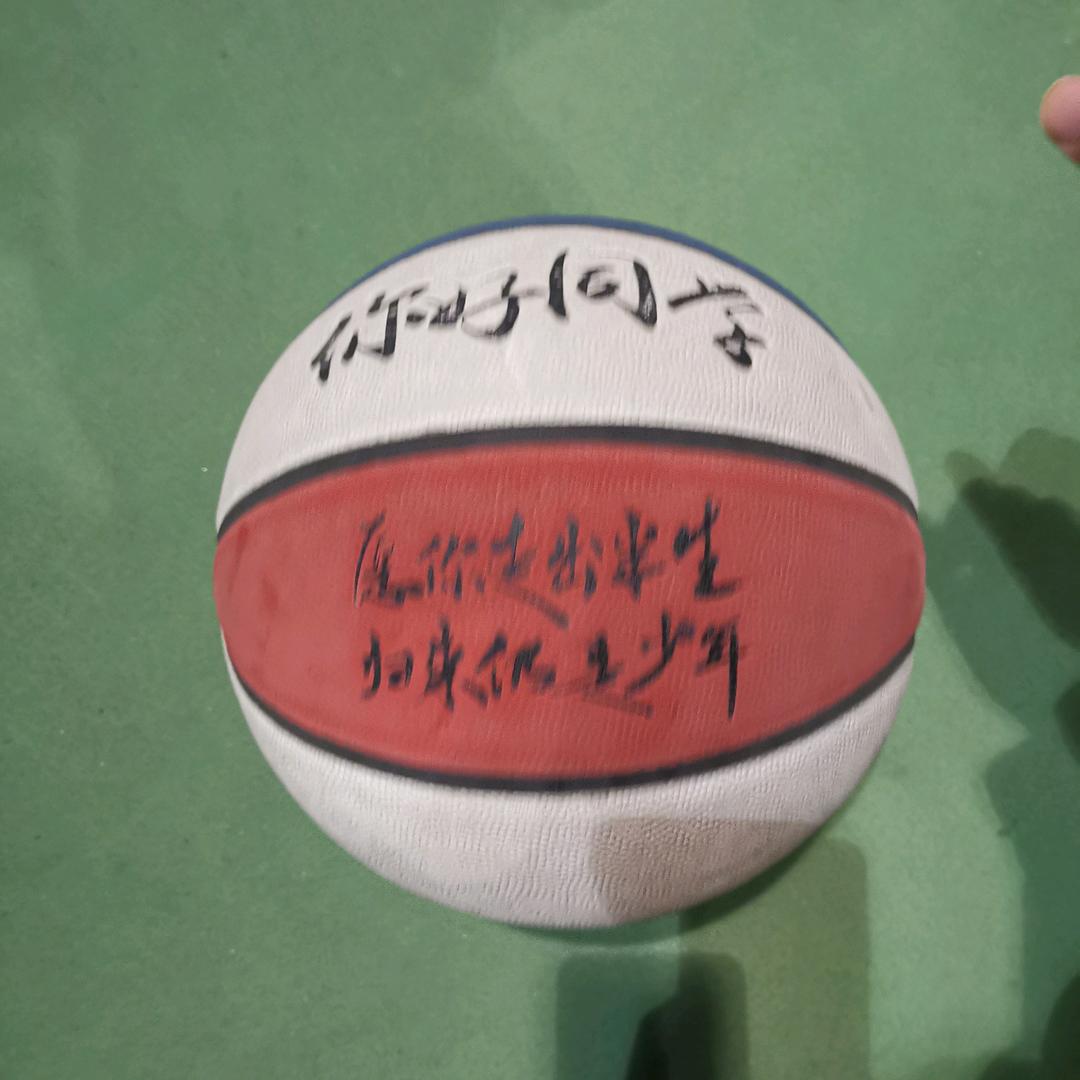 你好同学
愿你走出半生
归来仍是少年